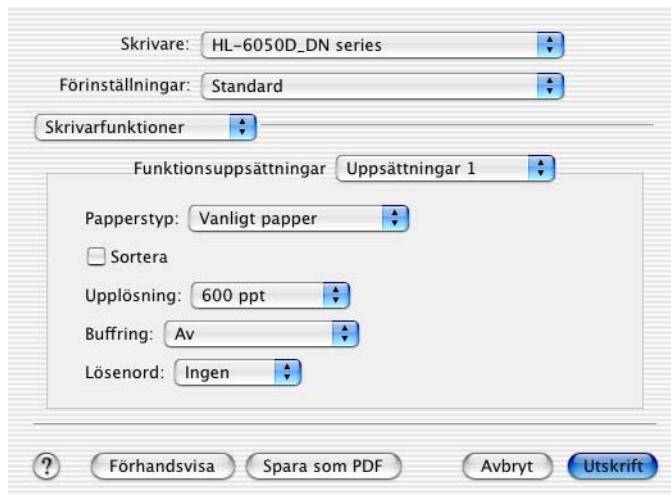 Skrivare: HL-6050D_DN series
Förinställningar: Standard
Skrivarfunktioner
Funktionsuppsättningar Uppsättningar 1
Papperstyp: Vanligt papper
Sortera
Upplösning: 600 ppt
Buffring: Av
Lösenord: Ingen
? Förhandsvisa Spara som PDF Avbryt Utskrift